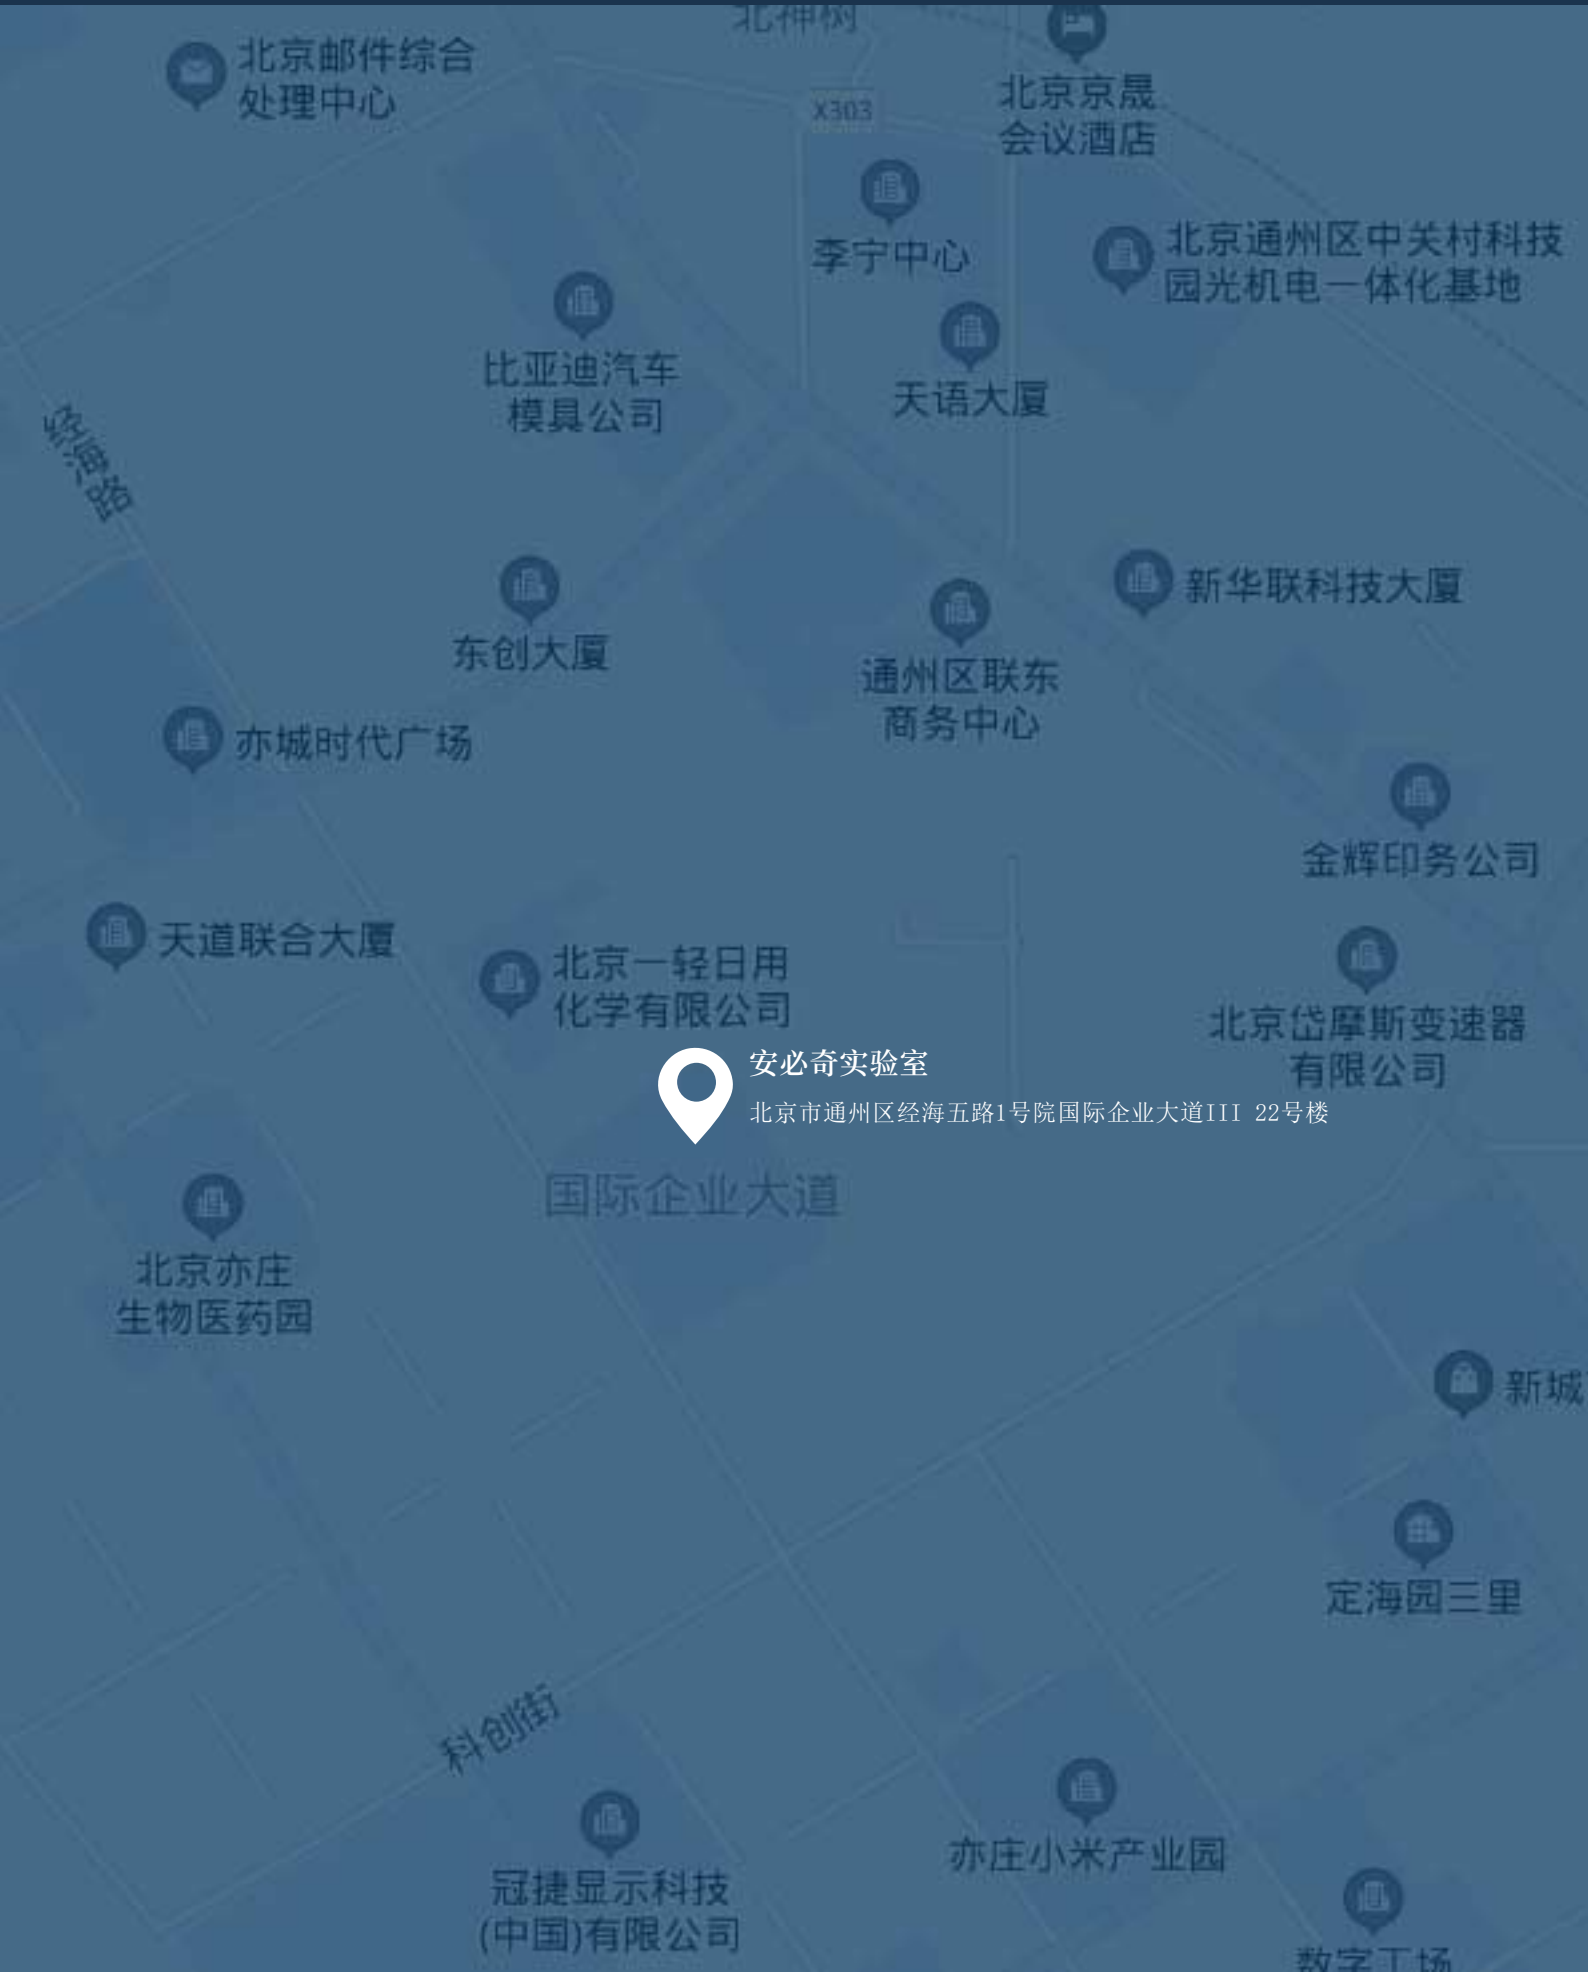 北神树
北京邮件综合
处理中心
X303
北京京晟
会议酒店
李宁中心
北京通州区中关村科技
园光机电一体化基地
比亚迪汽车
模具公司
天语大厦
经海路
新华联科技大厦
东创大厦
通州区联东
商务中心
亦城时代广场
金辉印务公司
天道联合大厦
北京一轻日用
化学有限公司
北京岱摩斯变速器
有限公司
安必奇实验室
北京市通州区经海五路1号院国际企业大道III 22号楼
国际企业大道
北京亦庄
生物医药园
新城
定海园三里
科创街
亦庄小米产业园
冠捷显示科技
(中国)有限公司
数字工场